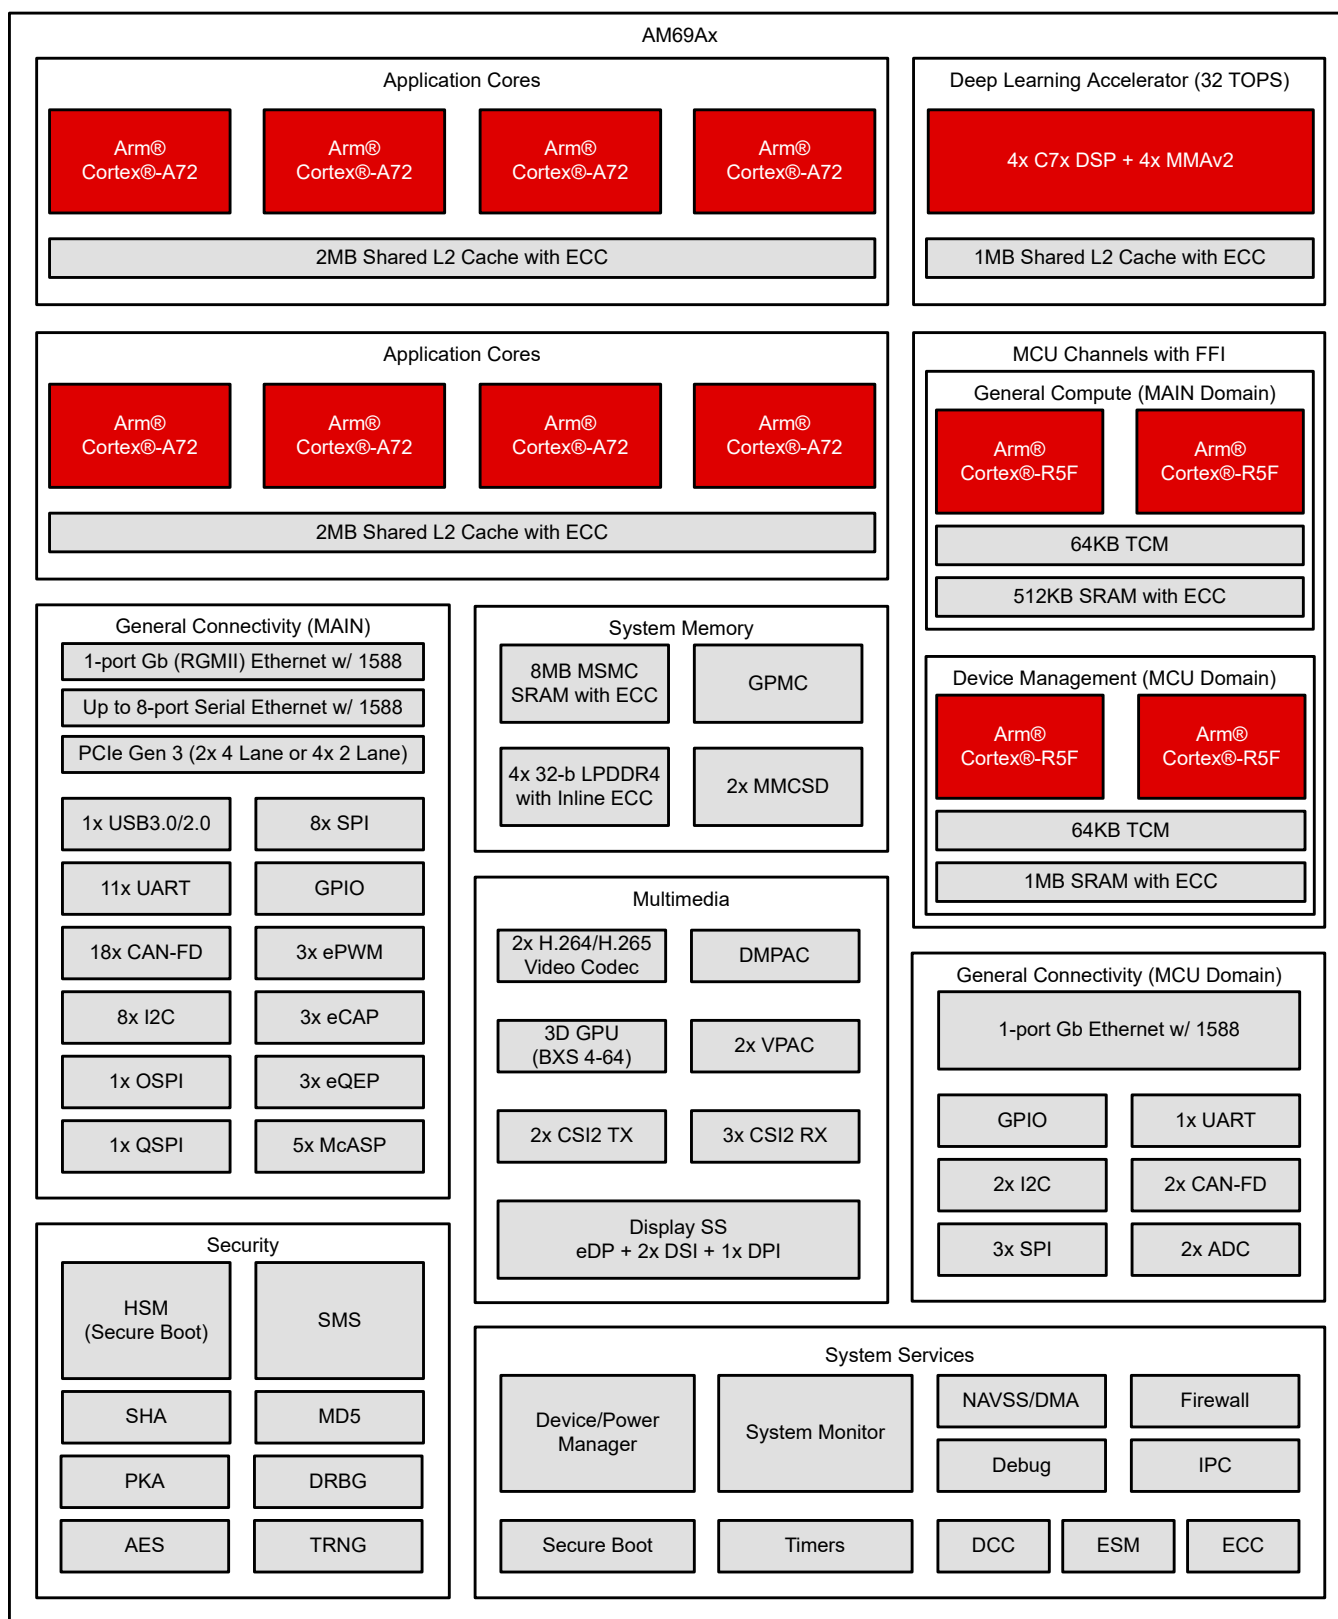 AM69Ax
Application Cores
Arm®
Cortex®-A72
Arm®
Cortex®-A72
Arm®
Cortex®-A72
Arm®
Cortex®-A72
2MB Shared L2 Cache with ECC
Deep Learning Accelerator (32 TOPS)
4x C7x DSP + 4x MMAv2
1MB Shared L2 Cache with ECC
Application Cores
Arm®
Cortex®-A72
Arm®
Cortex®-A72
Arm®
Cortex®-A72
Arm®
Cortex®-A72
2MB Shared L2 Cache with ECC
MCU Channels with FFI
General Compute (MAIN Domain)
Arm®
Cortex®-R5F
Arm®
Cortex®-R5F
64KB TCM
512KB SRAM with ECC
Device Management (MCU Domain)
Arm®
Cortex®-R5F
Arm®
Cortex®-R5F
64KB TCM
1MB SRAM with ECC
General Connectivity (MAIN)
1-port Gb (RGMII) Ethernet w/ 1588
Up to 8-port Serial Ethernet w/ 1588
PCIe Gen 3 (2x 4 Lane or 4x 2 Lane)
1x USB3.0/2.0
8x SPI
11x UART
GPIO
18x CAN-FD
3x ePWM
8x I2C
3x eCAP
1x OSPI
3x eQEP
1x QSPI
5x McASP
System Memory
8MB MSMC
SRAM with ECC
GPMC
4x 32-b LPDDR4
with Inline ECC
2x MMCSD
Multimedia
2x H.264/H.265
Video Codec
DMPAC
3D GPU
(BXS 4-64)
2x VPAC
2x CSI2 TX
3x CSI2 RX
Display SS
eDP + 2x DSI + 1x DPI
General Connectivity (MCU Domain)
1-port Gb Ethernet w/ 1588
GPIO
1x UART
2x I2C
2x CAN-FD
3x SPI
2x ADC
Security
HSM
(Secure Boot)
SMS
SHA
MD5
PKA
DRBG
AES
TRNG
System Services
Device/Power
Manager
System Monitor
NAVSS/DMA
Firewall
Debug
IPC
Secure Boot
Timers
DCC
ESM
ECC